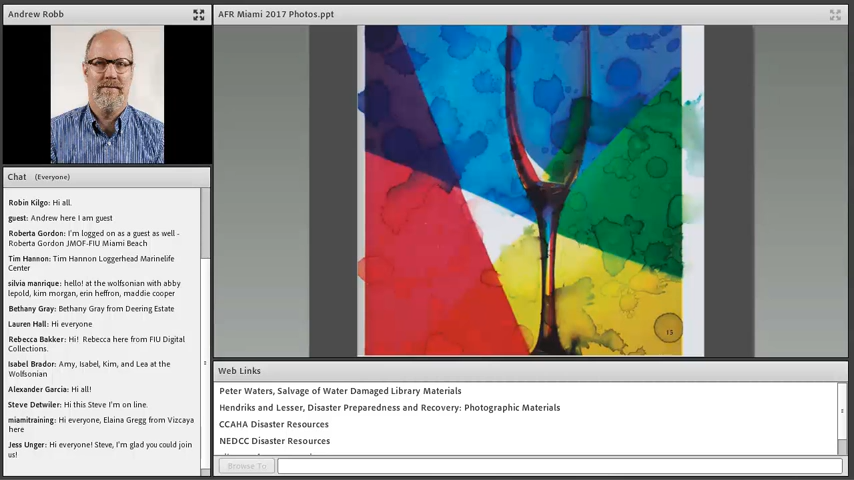 Andrew Robb
AFR Miami 2017 Photos.ppt
Chat (Everyone)
Robin Kilgo: Hi all.
guest: Andrew here I am guest
Roberta Gordon: I'm logged on as a guest as well -
Roberta Gordon JMOF-FIU Miami Beach
Tim Hannon: Tim Hannon Loggerhead Marinelife
Center
silvia manrique: hello! at the wolfsonian with abby
lepold, kim morgan, erin heffron, maddie cooper
Bethany Gray: Bethany Gray from Deering Estate
Lauren Hall: Hi everyone
Rebecca Bakker: Hi! Rebecca here from FIU Digital
Collections.
Isabel Brador: Amy, Isabel, Kim, and Lea at the
Wolfsonian
Alexander Garcia: Hi all!
Steve Detwiler: Hi this Steve I'm on line.
miamitraining: Hi everyone, Elaina Gregg from Vizcaya
here
Jess Unger: Hi everyone! Steve, I'm glad you could join
us!
13
Web Links
Peter Waters, Salvage of Water Damaged Library Materials
Hendriks and Lesser, Disaster Preparedness and Recovery: Photographic Materials
CCAHA Disaster Resources
NEDCC Disaster Resources
Browse To